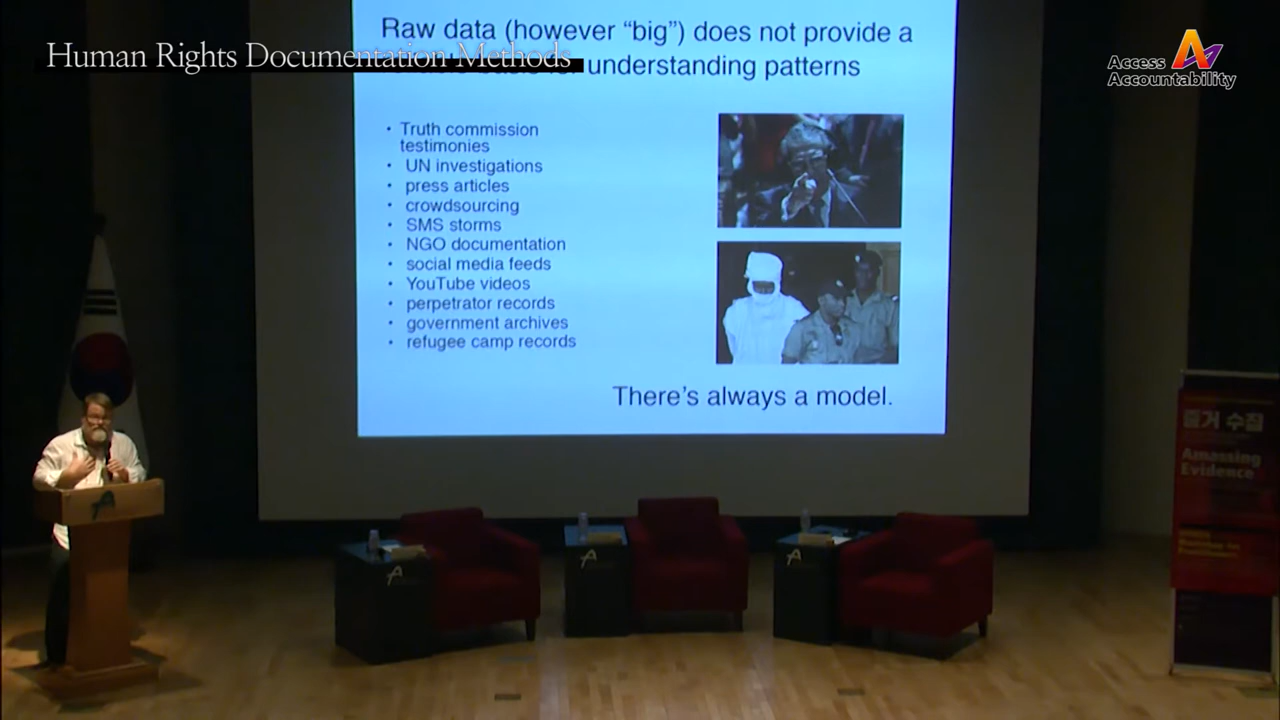 Raw data (however “big”) does not provide a
understanding patterns
Human Rights Documentation Methods
Access
Accountability
• Truth commission
testimonies
• UN investigations
• press articles
• crowdsourcing
• SMS storms
• NGO documentation
• social media feeds
• YouTube videos
• perpetrator records
• government archives
• refugee camp records
There’s always a model.
증거 수집
Amassing
Evidence